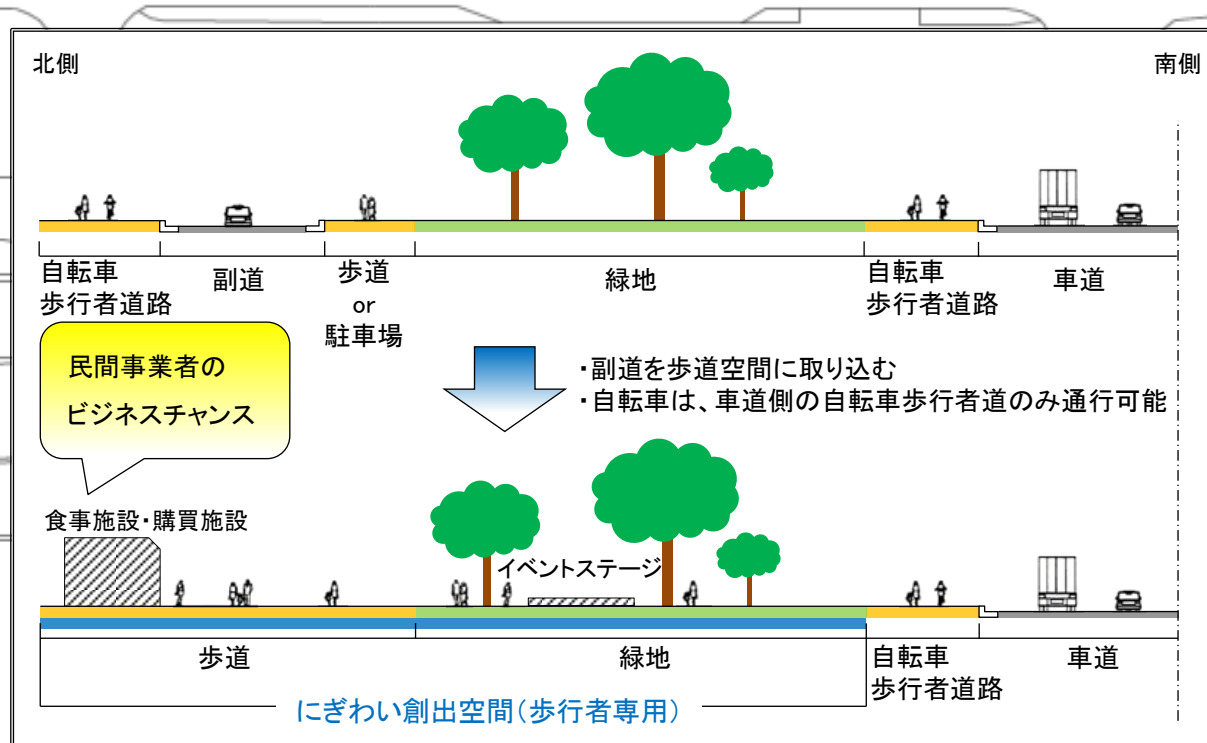 北側
南側
自転車
歩行者道路
副道
歩道
or
駐車場
緑地
自転車
歩行者道路
車道
民間事業者の
ビジネスチャンス
・副道を歩道空間に取り込む
・自転車は、車道側の自転車歩行者道のみ通行可能
食事施設・購買施設
イベントステージ
歩道
緑地
自転車
歩行者道路
車道
にぎわい創出空間(歩行者専用)